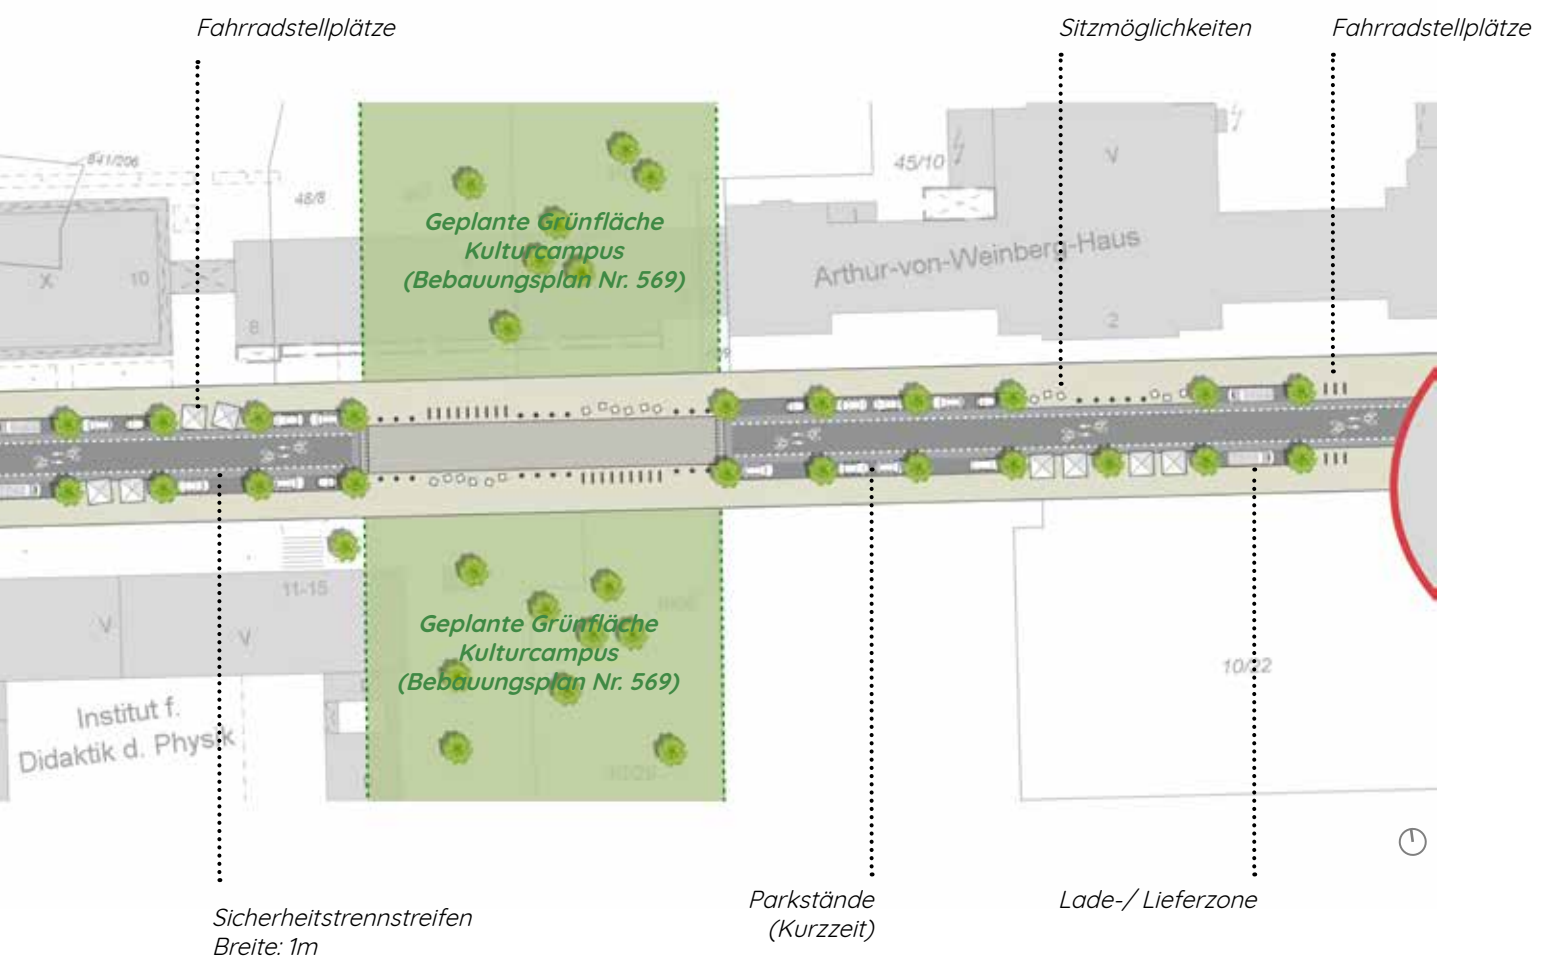 Fahrradstellplätze
Sitzmöglichkeiten
Fahrradstellplätze
841/206
48/8
45/10
V
Geplante Grünfläche
Kulturcampus
(Bebauungsplan Nr. 569)
Arthur-von-Weinberg-Haus
X
10
8
2
11-15
V
V
Geplante Grünfläche
Kulturcampus
(Bebauungsplan Nr. 569)
10/22
Institut f.
Didaktik d. Physik
Parkstände
(Kurzzeit)
Lade-/ Lieferzone
Sicherheitstrennstreifen
Breite: 1m